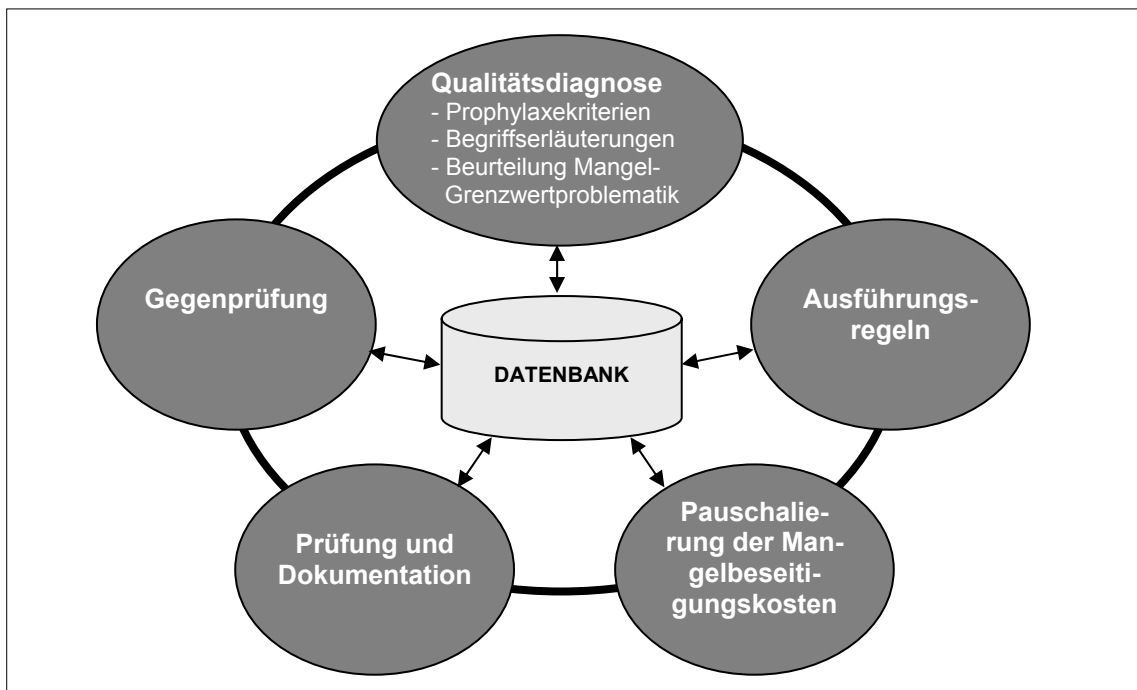 Qualitätsdiagnose
- Prophylaxekriterien
- Begriffserläuterungen
- Beurteilung Mangel-
Grenzwertproblematik
Gegenprüfung
Ausführungs-
regeln
DATENBANK
Prüfung und
Dokumentation
Pauschalie-
rung der Man-
gelbeseiti-
gungskosten